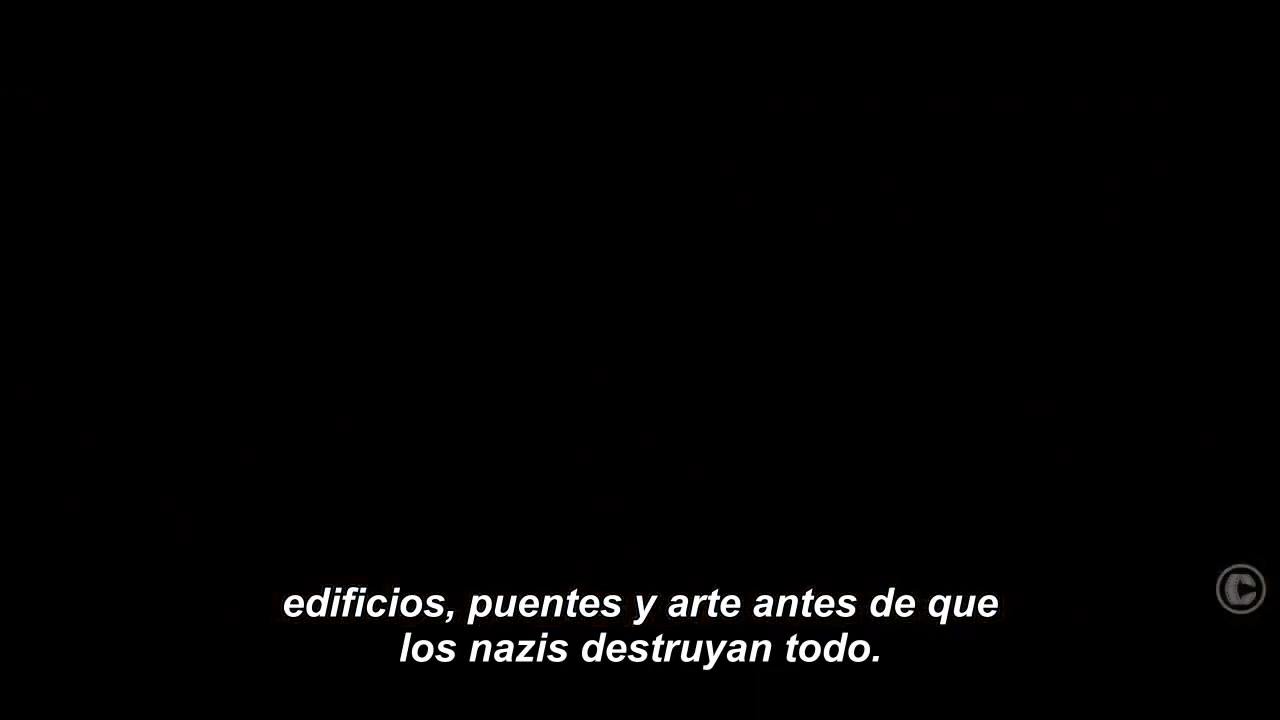 edificios, puentes y arte antes de que
los nazis destruyan todo.